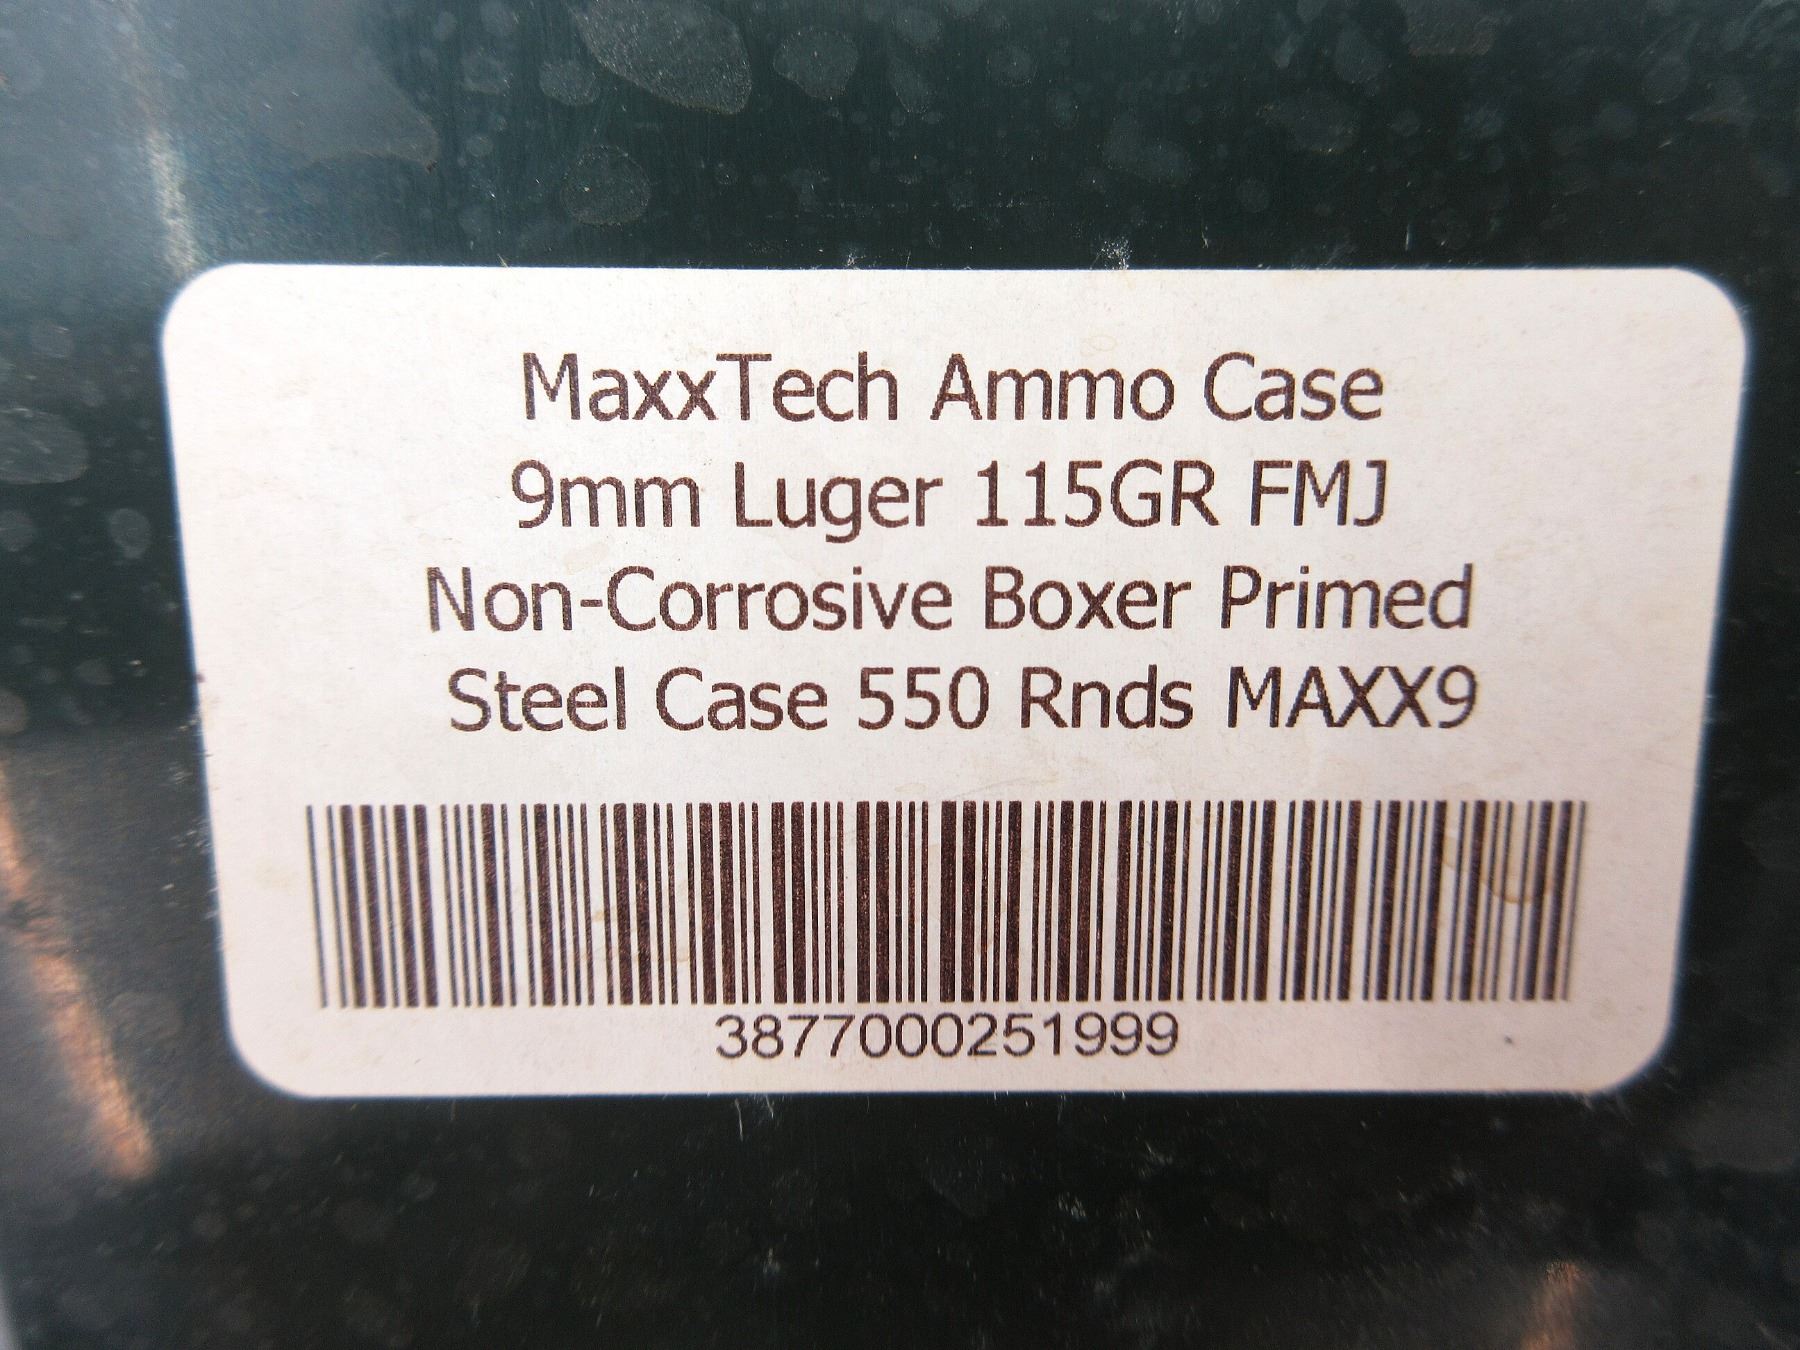 MaxxTech Ammo Case
9mm Luger 115GR FMJ
Non-Corrosive Boxer Primed
Steel Case 550 Rnds MAXX9
3877000251999